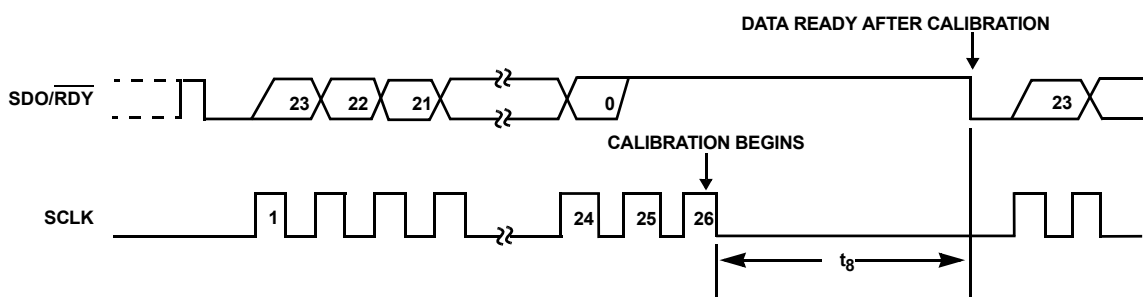 DATA READY AFTER CALIBRATION
SDO/RDY
23 22 21 0 23
CALIBRATION BEGINS
SCLK
1 24 25 26
t8